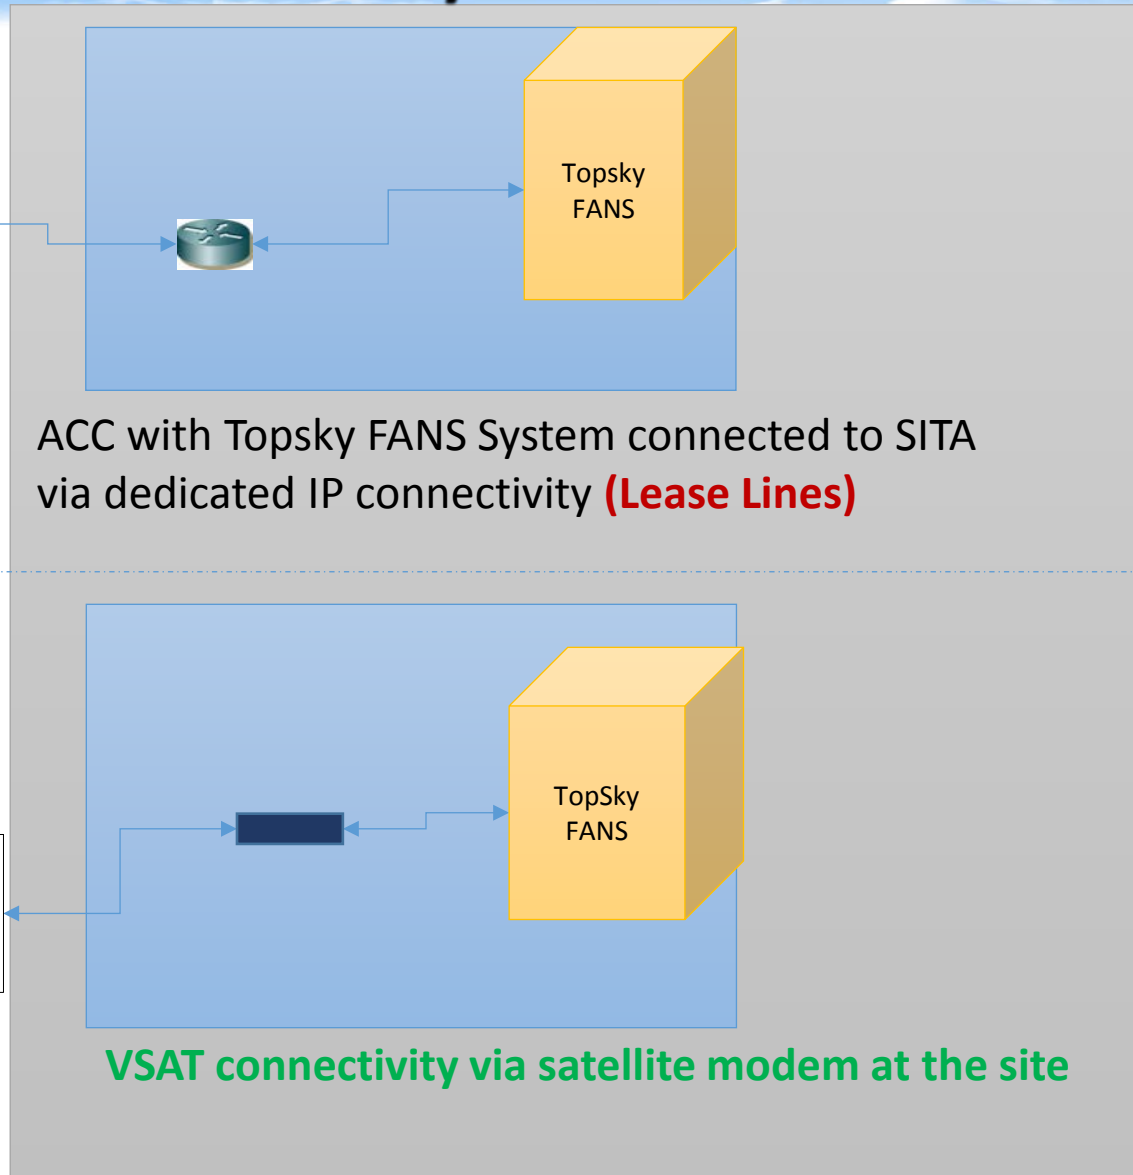 Topsky
FANS
ACC with Topsky FANS System connected to SITA
via dedicated IP connectivity (Lease Lines)
TopSky
FANS
VSAT connectivity via satellite modem at the site